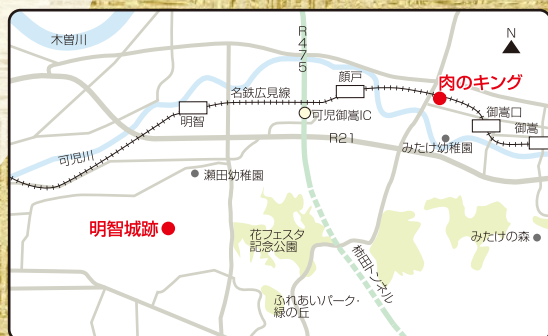 木曽川
R475
N
肉のキング
顔戸
名鉄広見線
明智
可児御嵩IC
御嵩口
御嵩
R21
みたけ幼稚園
可児川
瀬田幼稚園
明智城跡
花フェスタ
記念公園
みたけの森
柿田トンネル
ふれあいパーク・
緑の丘